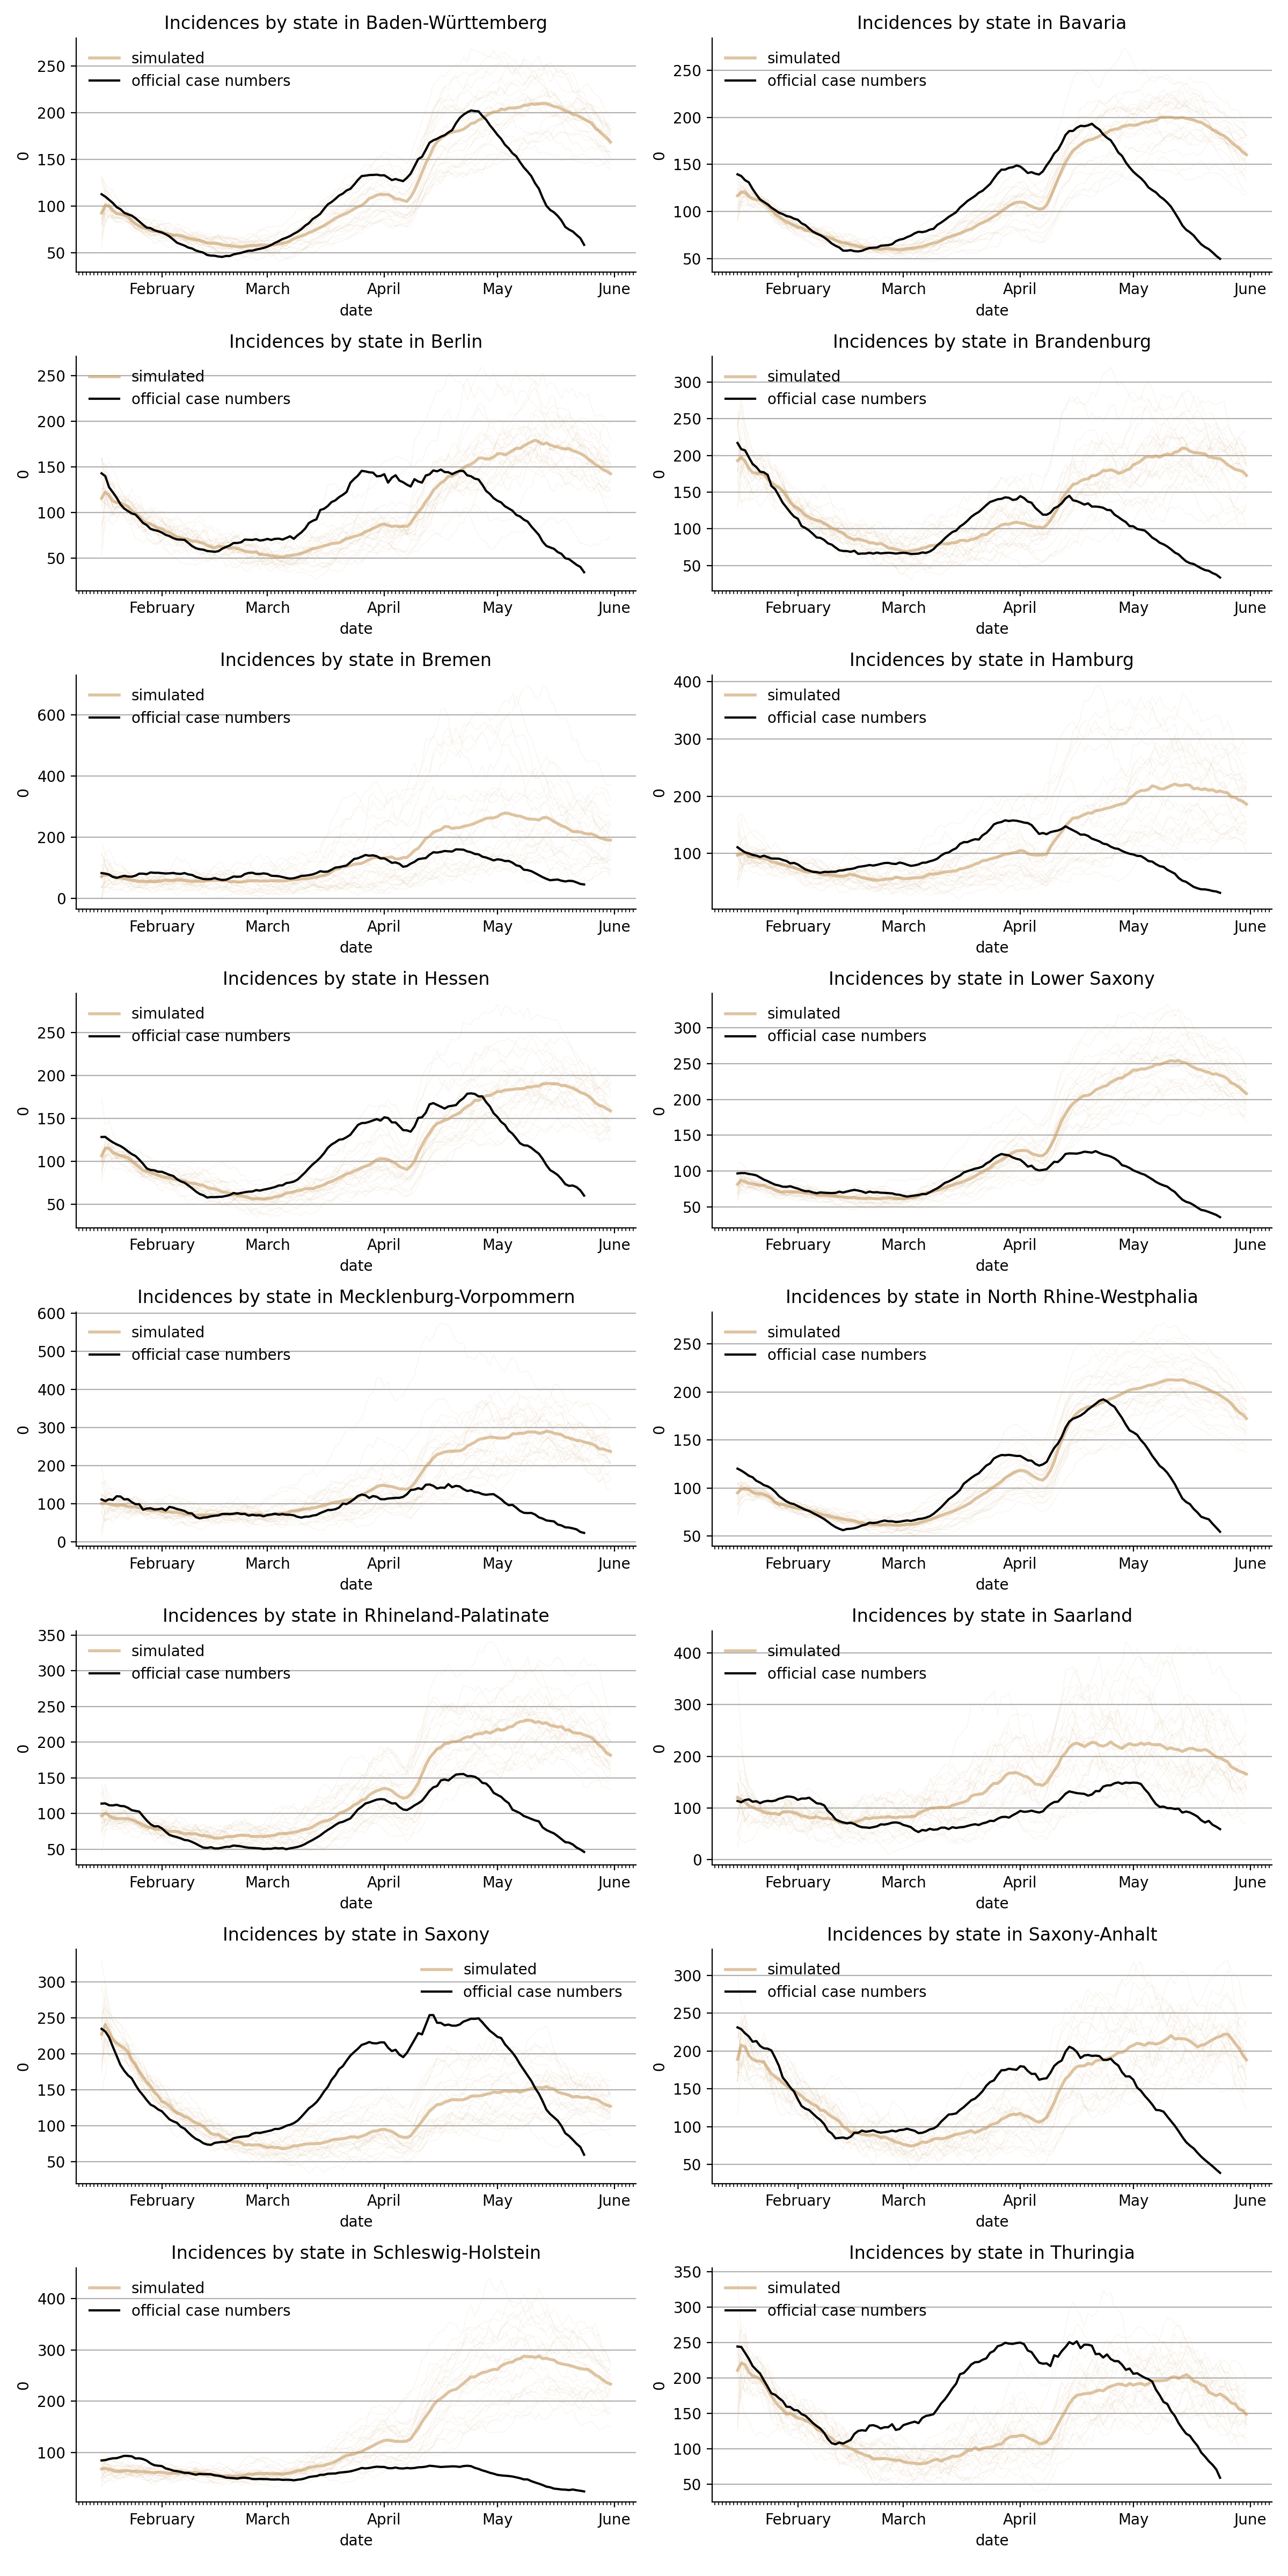 Incidences by state in Baden-Württemberg
simulated
official case numbers
250
200
150
100
50
0
February March April May June
date
Incidences by state in Bavaria
simulated
official case numbers
250
200
150
100
50
0
February March April May June
date
Incidences by state in Berlin
simulated
official case numbers
250
200
150
100
50
0
February March April May June
date
Incidences by state in Brandenburg
simulated
official case numbers
300
250
200
150
100
50
0
February March April May June
date
Incidences by state in Bremen
simulated
official case numbers
600
400
200
0
0
February March April May June
date
Incidences by state in Hamburg
simulated
official case numbers
400
300
200
100
0
February March April May June
date
Incidences by state in Hessen
simulated
official case numbers
250
200
150
100
50
0
February March April May June
date
Incidences by state in Lower Saxony
simulated
official case numbers
300
250
200
150
100
50
0
February March April May June
date
Incidences by state in Mecklenburg-Vorpommern
simulated
official case numbers
600
500
400
300
200
100
0
0
February March April May June
date
Incidences by state in North Rhine-Westphalia
simulated
official case numbers
250
200
150
100
50
0
February March April May June
date
Incidences by state in Rhineland-Palatinate
simulated
official case numbers
350
300
250
200
150
100
50
0
February March April May June
date
Incidences by state in Saarland
simulated
official case numbers
400
300
200
100
0
0
February March April May June
date
Incidences by state in Saxony
simulated
official case numbers
300
250
200
150
100
50
0
February March April May June
date
Incidences by state in Saxony-Anhalt
simulated
official case numbers
300
250
200
150
100
50
0
February March April May June
date
Incidences by state in Schleswig-Holstein
simulated
official case numbers
400
300
200
100
0
February March April May June
date
Incidences by state in Thuringia
simulated
official case numbers
350
300
250
200
150
100
50
0
February March April May June
date